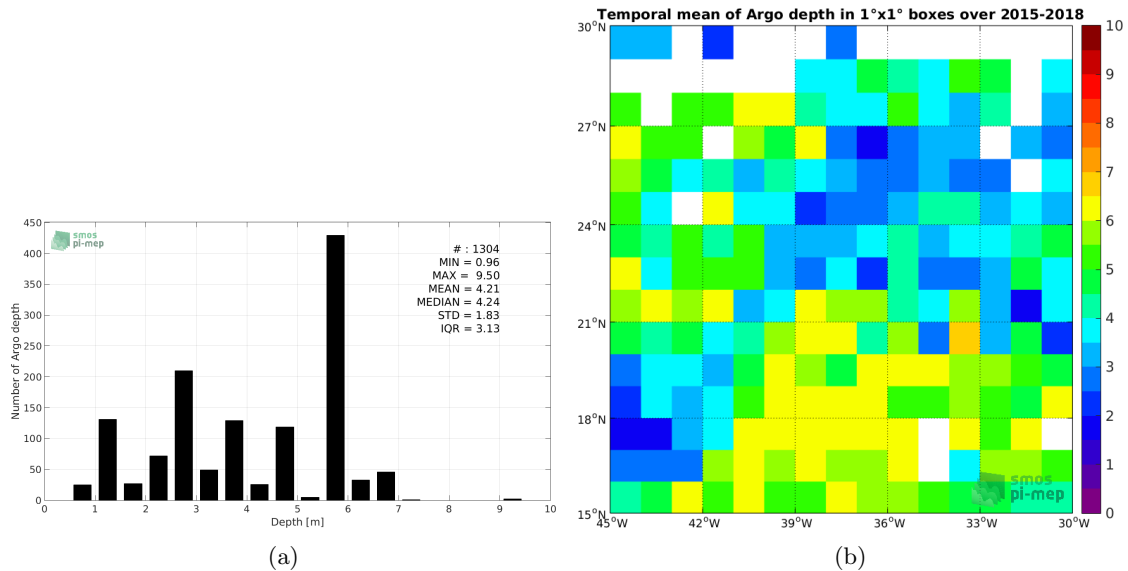 Temporal mean of Argo depth in 1°x1° boxes over 2015-2018
smos
pi-mep
# : 1304
MIN = 0.96
MAX = 9.50
MEAN = 4.21
MEDIAN = 4.24
STD = 1.83
IQR = 3.13
Number of Argo depth
450
400
350
300
250
200
150
100
50
0
0 1 2 3 4 5 6 7 8 9 10
Depth [m]
(a)
30°N
27°N
24°N
21°N
18°N
15°N
45°W 42°W 39°W 36°W 33°W 30°W
smos
pi-mep
10
9
8
7
6
5
4
3
2
1
0
(b)